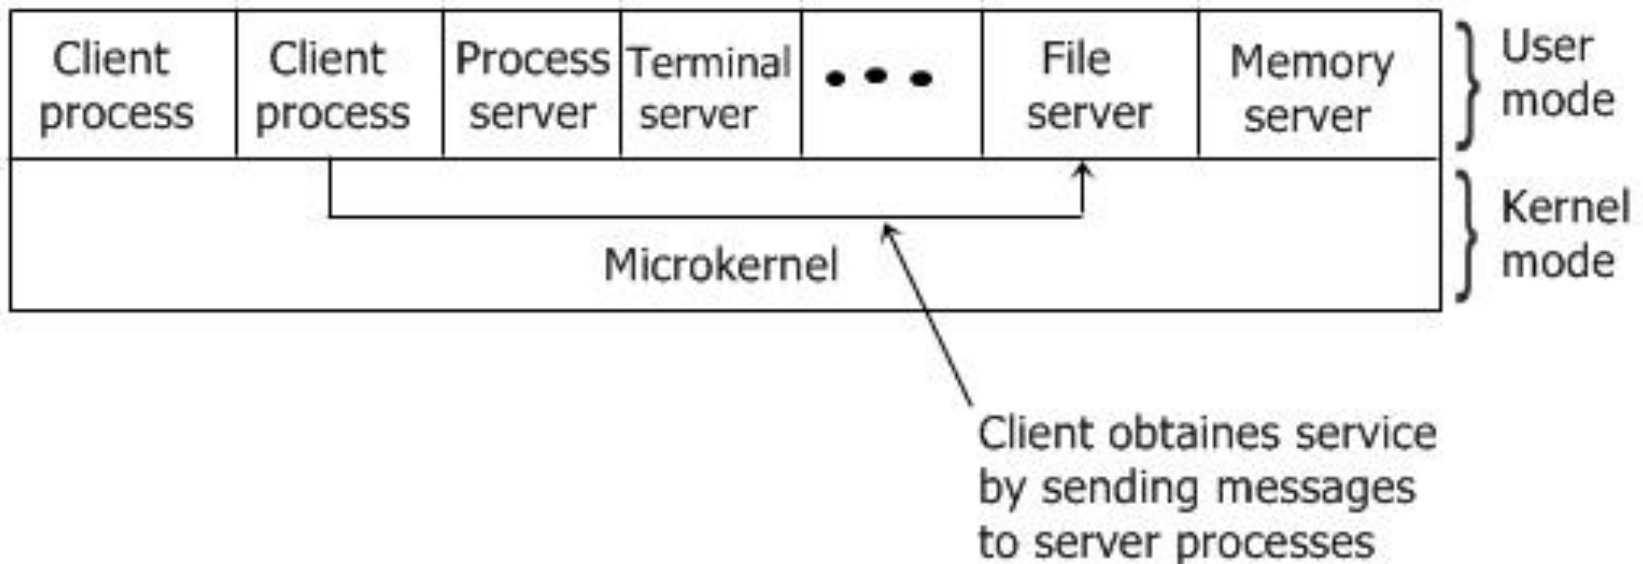 Client
process
Client
process
Process
server
Terminal
server
File
server
Memory
server
User
mode
Microkernel
Kernel
mode
Client obtaines service
by sending messages
to server processes